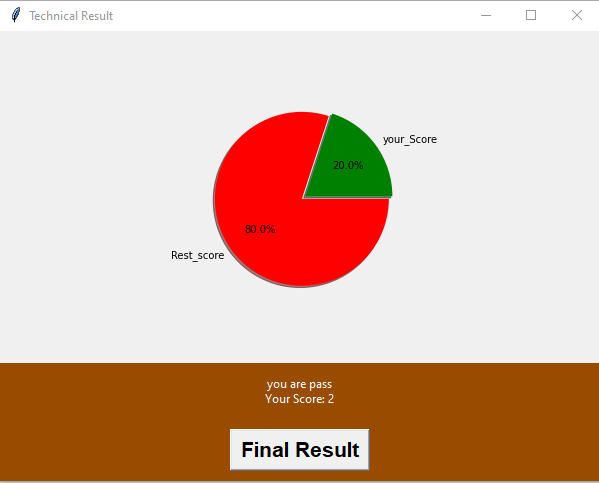 Technical Result
your_Score
20.0%
80.0%
Rest_score
you are pass
Your Score: 2
Final Result